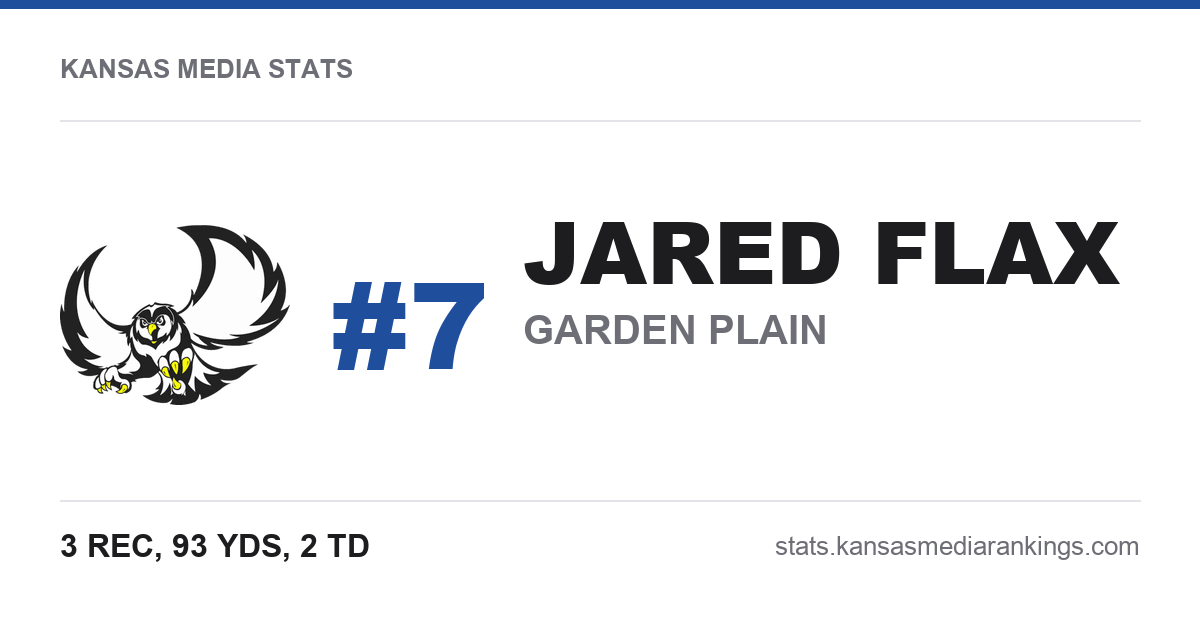 KANSAS MEDIA STATS
#7
JARED FLAX
GARDEN PLAIN
3 REC, 93 YDS, 2 TD
stats.kansasmediarankings.com